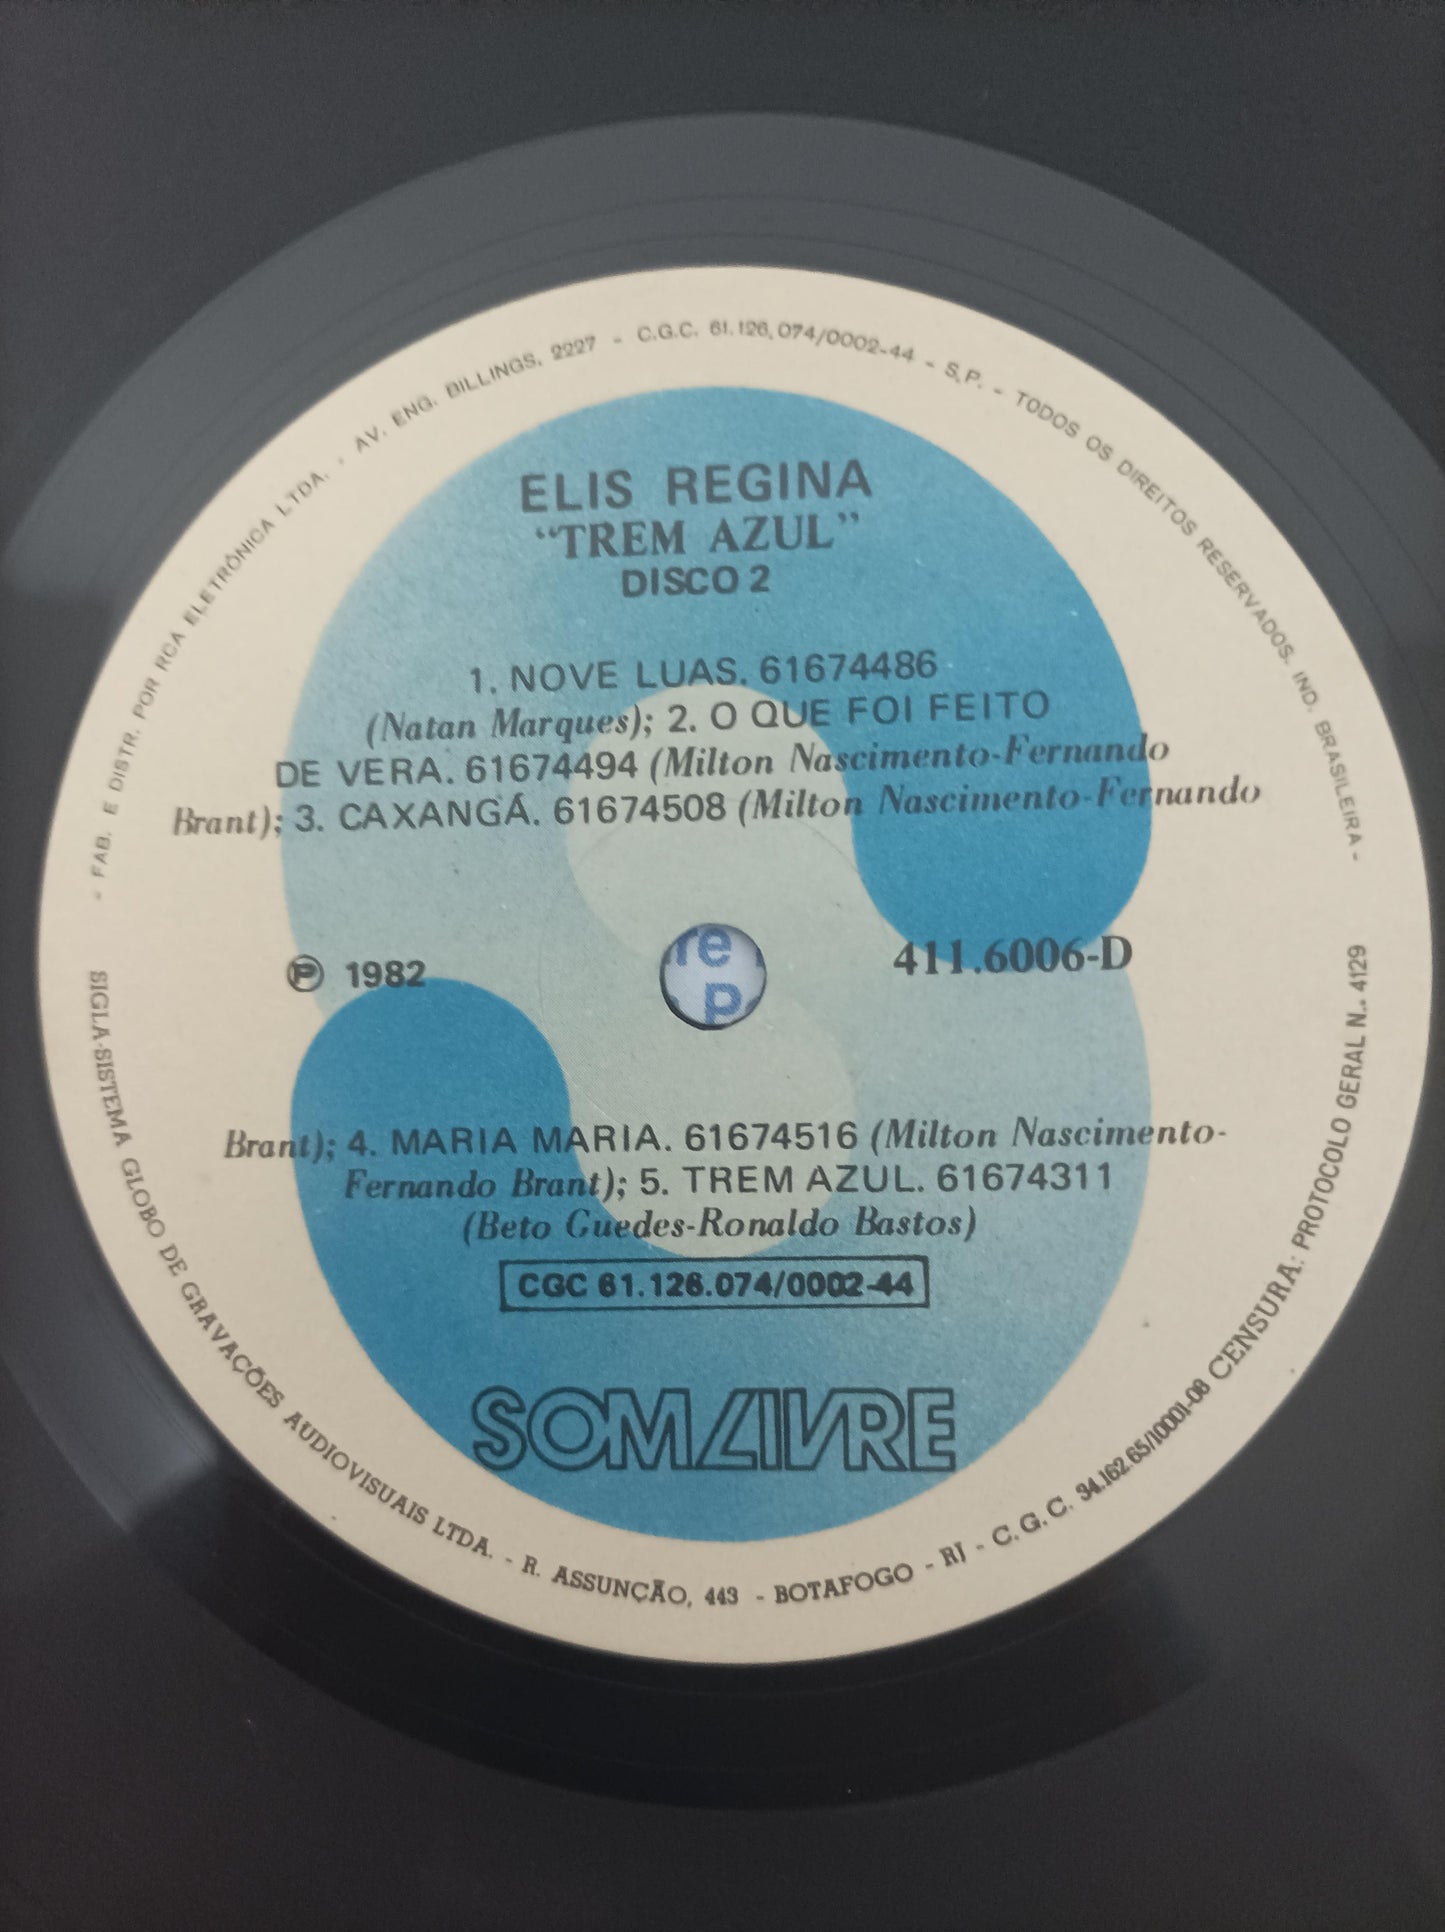 - FAB. E DISTR. POR RCA ELETRÔNICA LTDA. - AV. ENG. BILLINGS, 2227 - C.G.C. 61.126.074/0002-44 - S.P. - TODOS OS DIREITOS RESERVADOS. IND. BRASILEIRA -
ELIS REGINA
“TREM AZUL”
DISCO 2
1. NOVE LUAS. 61674486
(Natan Marques); 2. O QUE FOI FEITO
DE VERA. 61674494 (Milton Nascimento-Fernando
Brant); 3. CAXANGÁ. 61674508 (Milton Nascimento-Fernando
℗ 1982
re
P
411.6006-D
Brant); 4. MARIA MARIA. 61674516 (Milton Nascimento-
Fernando Brant); 5. TREM AZUL. 61674311
(Beto Guedes-Ronaldo Bastos)
CGC 61.126.074/0002-44
SOM LIVRE
SIGLA-SISTEMA GLOBO DE GRAVAÇÕES AUDIOVISUAIS LTDA. - R. ASSUNÇÃO, 443 - BOTAFOGO - RJ - C.G.C. 34.162.65/10001-08 CENSURA: PROTOCOLO GERAL N.. 4129